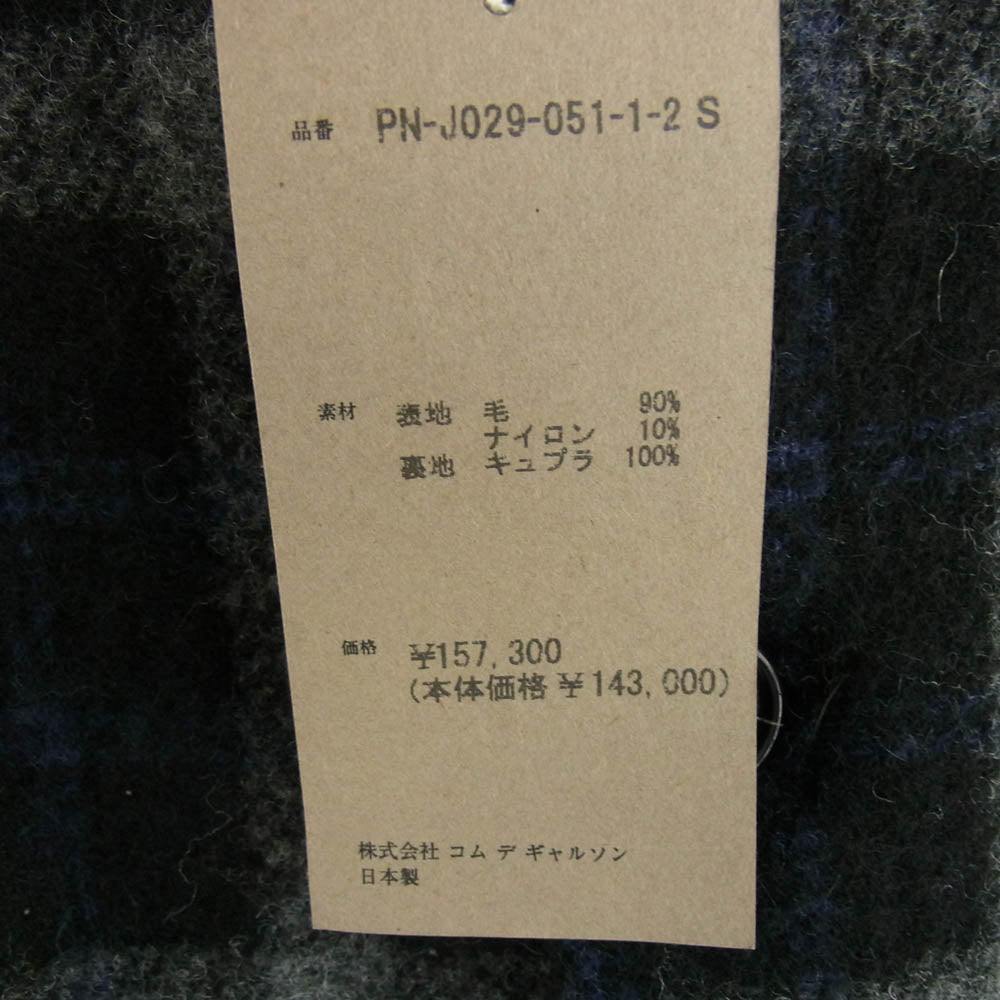 品番 PN-J029-051-1-2 S
素材 表地 毛 90%
ナイロン 10%
裏地 キュプラ 100%
価格 ¥157,300
(本体価格 ¥143,000)
株式会社 コム デ ギャルソン
日本製